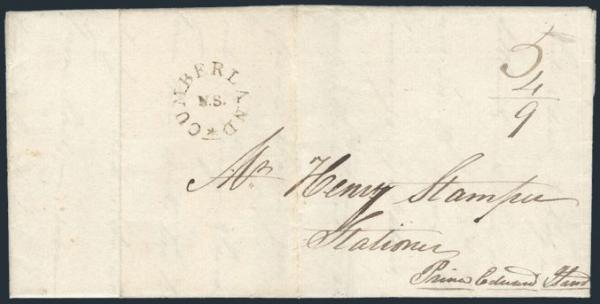 CUMBERLAND
N.S.
5
4
9
Mr Henry Stamper
Stationer
Prince Edward Island